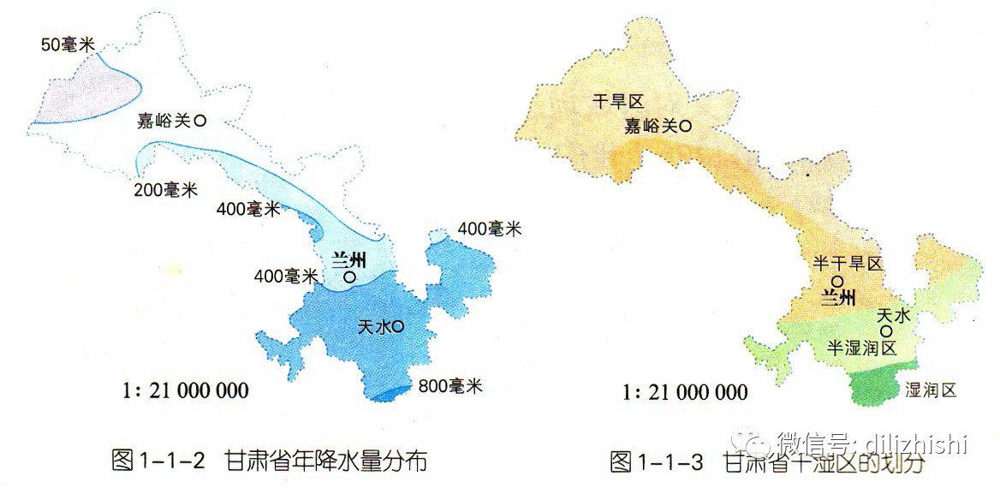 50毫米
嘉峪关
200毫米
400毫米
400毫米
兰州
400毫米
天水
800毫米
1: 21 000 000
图1-1-2 甘肃省年降水量分布
干旱区
嘉峪关
半干旱区
兰州
天水
半湿润区
湿润区
1: 21 000 000
图1-1-3 甘肃省干湿区的划分
微信号: dilizhishi